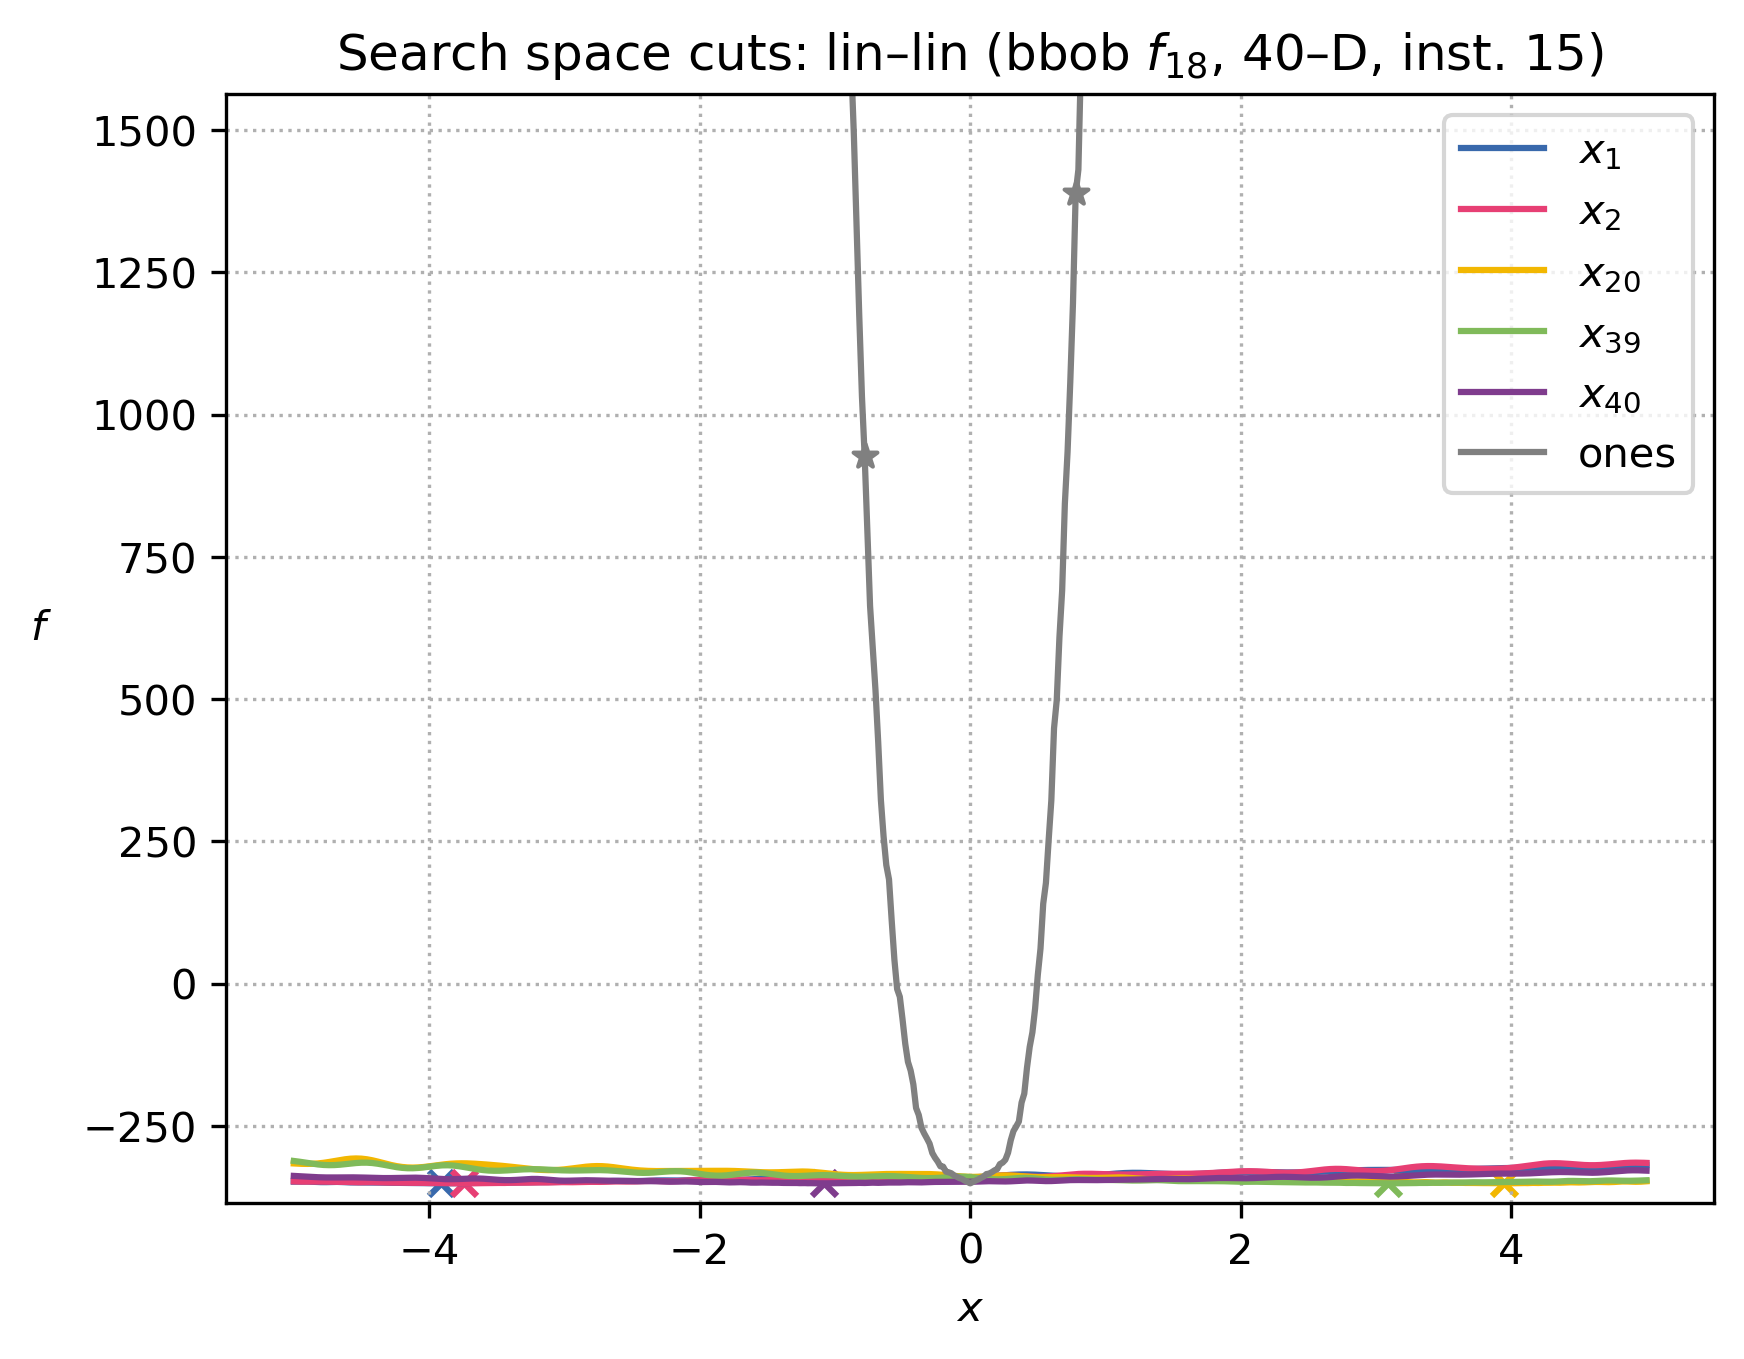 Search space cuts: lin–lin (bbob f18, 40–D, inst. 15)
1500
1250
1000
750
500
250
0
−250
f
−4
−2
0
2
4
x
x1
x2
x20
x39
x40
ones